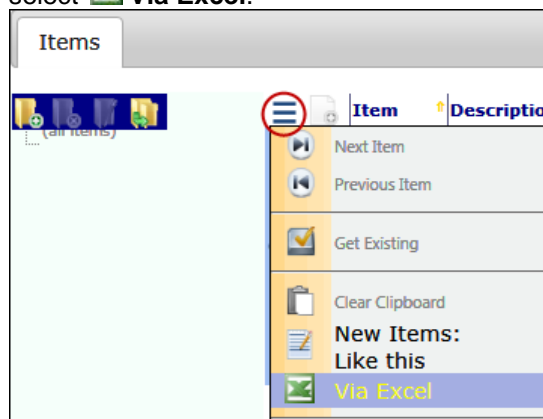 select Via Excel.
Items
(all items)
Item Descriptio
Next Item
Previous Item
Get Existing
Clear Clipboard
New Items:
Like this
Via Excel